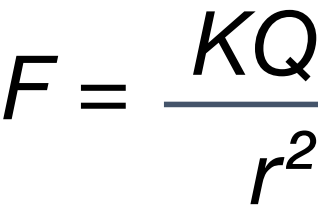 F = KQ
r²